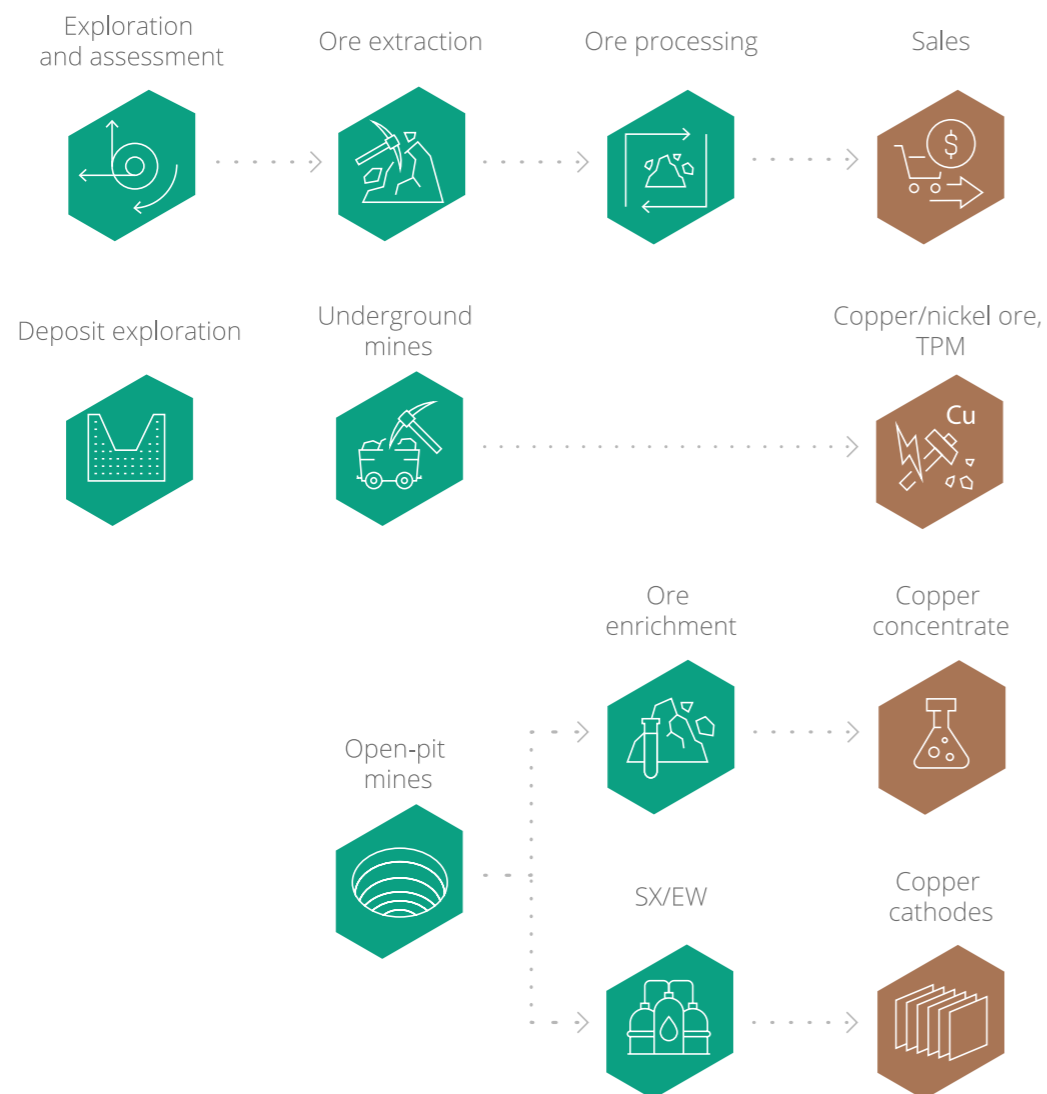 Exploration
and assessment
Ore extraction
Ore processing
Sales
$
Deposit exploration
Underground
mines
Copper/nickel ore,
TPM
Cu
Ore
enrichment
Copper
concentrate
Open-pit
mines
SX/EW
Copper
cathodes